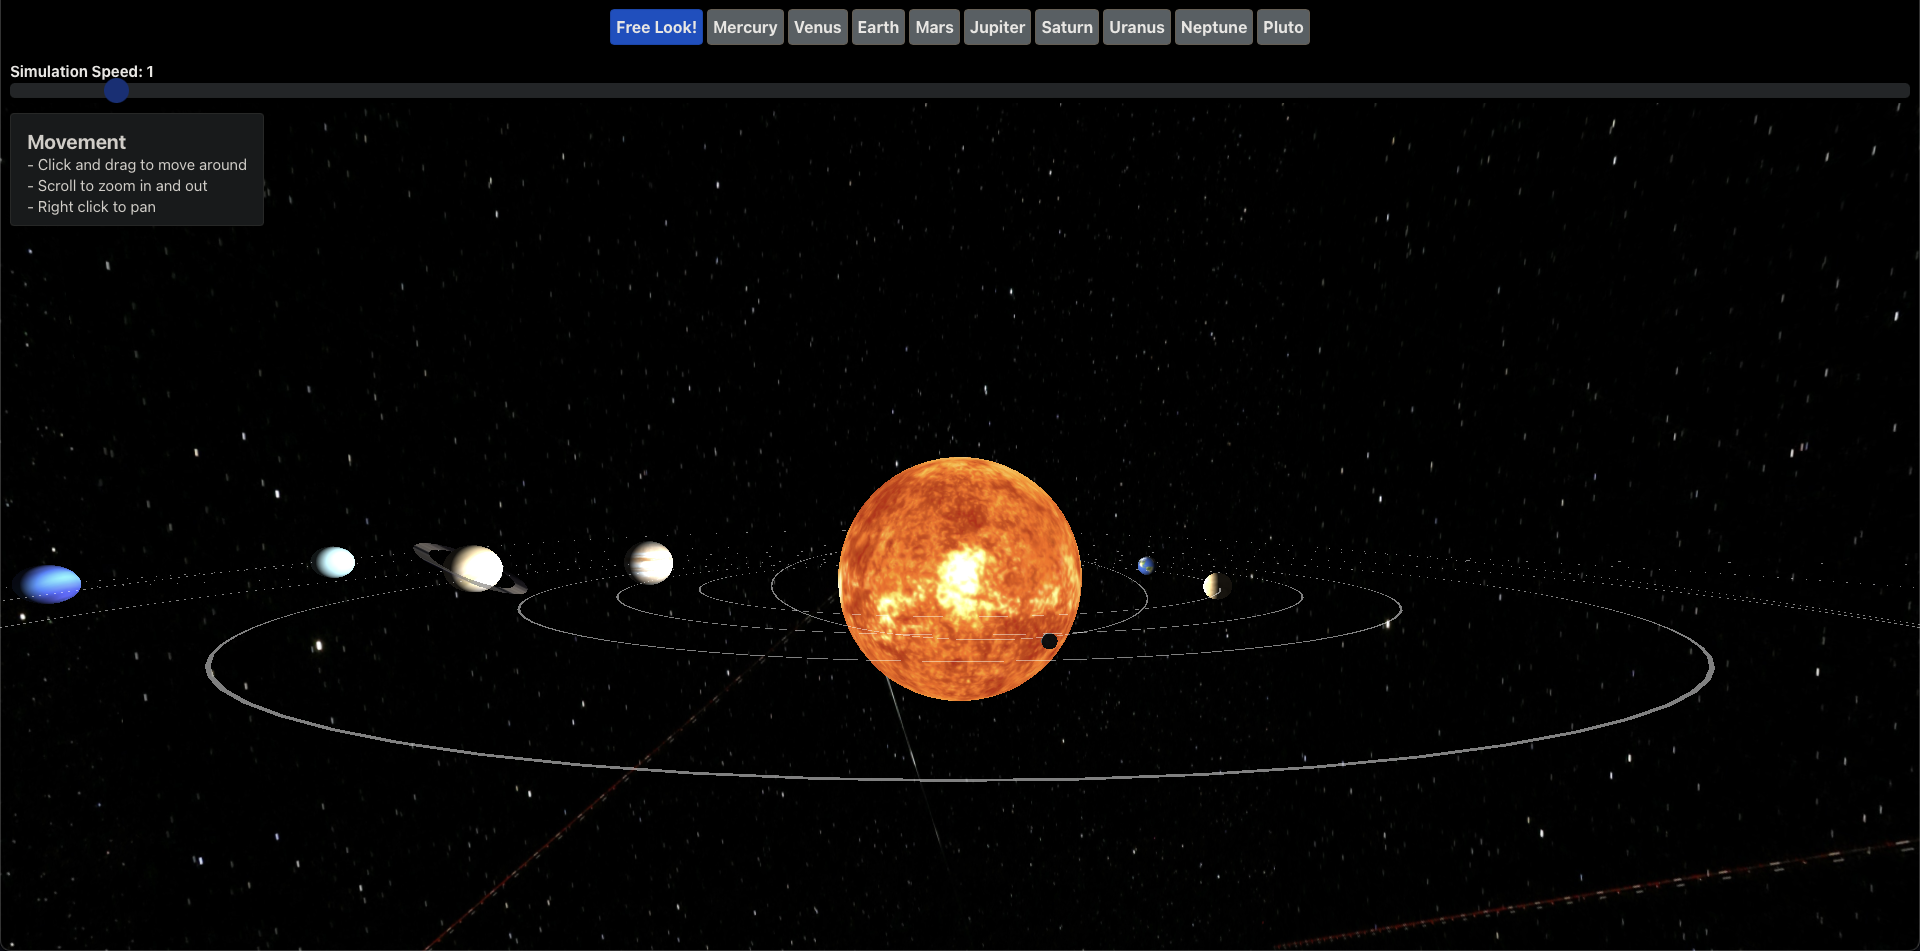 Free Look! Mercury Venus Earth Mars Jupiter Saturn Uranus Neptune Pluto
Simulation Speed: 1
Movement
- Click and drag to move around
- Scroll to zoom in and out
- Right click to pan